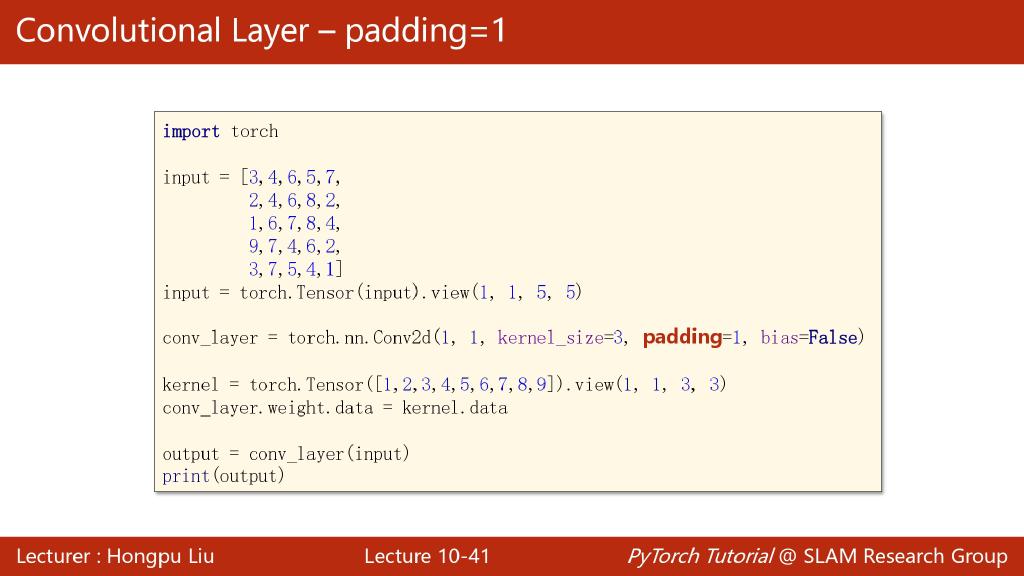 Convolutional Layer – padding=1
import torch
input = [3,4,6,5,7,
2,4,6,8,2,
1,6,7,8,4,
9,7,4,6,2,
3,7,5,4,1]
input = torch.Tensor(input).view(1, 1, 5, 5)
conv_layer = torch.nn.Conv2d(1, 1, kernel_size=3, padding=1, bias=False)
kernel = torch.Tensor([1,2,3,4,5,6,7,8,9]).view(1, 1, 3, 3)
conv_layer.weight.data = kernel.data
output = conv_layer(input)
print(output)
Lecturer : Hongpu Liu
Lecture 10-41
PyTorch Tutorial @ SLAM Research Group